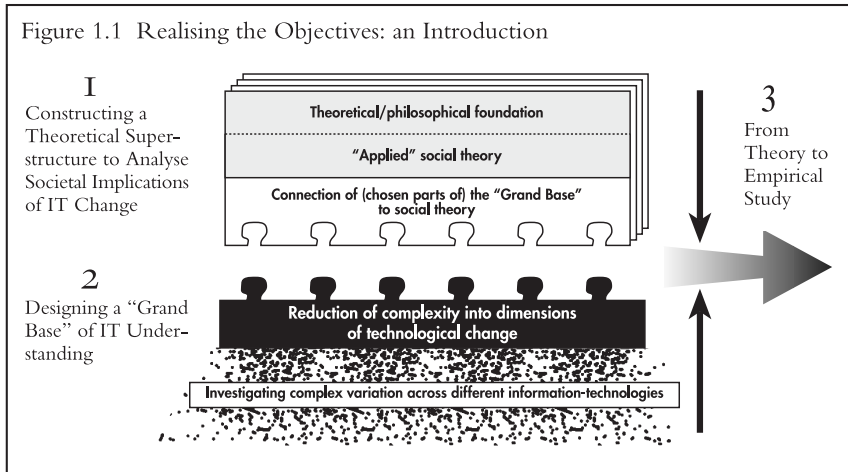 Figure 1.1 Realising the Objectives: an Introduction
1
Constructing a
Theoretical Super-
structure to Analyse
Societal Implications
of IT Change
Theoretical/philosophical foundation
“Applied” social theory
Connection of (chosen parts of) the “Grand Base”
to social theory
2
Designing a “Grand
Base” of IT Under-
standing
Reduction of complexity into dimensions
of technological change
Investigating complex variation across different information-technologies
3
From
Theory to
Empirical
Study